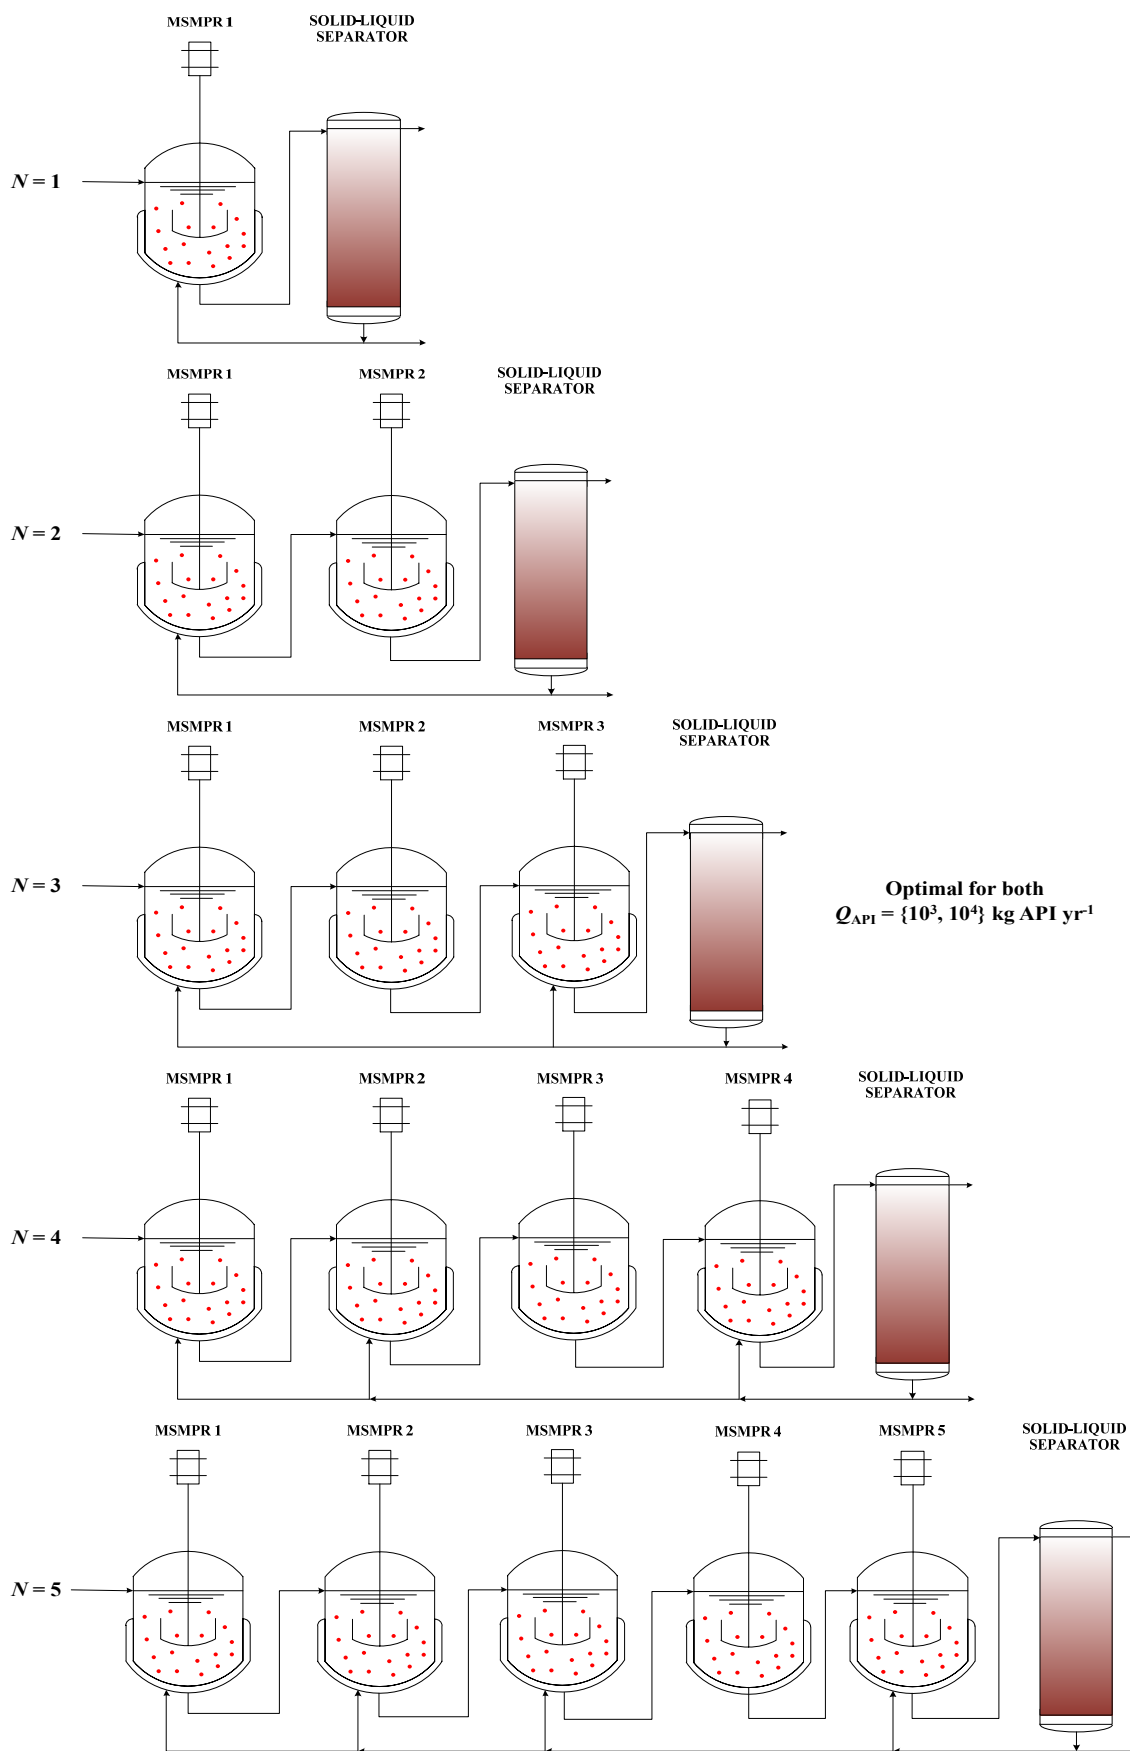 MSMPR 1
SOLID-LIQUID
SEPARATOR
N = 1
MSMPR 1
MSMPR 2
SOLID-LIQUID
SEPARATOR
N = 2
MSMPR 1
MSMPR 2
MSMPR 3
SOLID-LIQUID
SEPARATOR
N = 3
Optimal for both
Q_API = {10³, 10⁴} kg API yr⁻¹
MSMPR 1
MSMPR 2
MSMPR 3
MSMPR 4
SOLID-LIQUID
SEPARATOR
N = 4
MSMPR 1
MSMPR 2
MSMPR 3
MSMPR 4
MSMPR 5
SOLID-LIQUID
SEPARATOR
N = 5